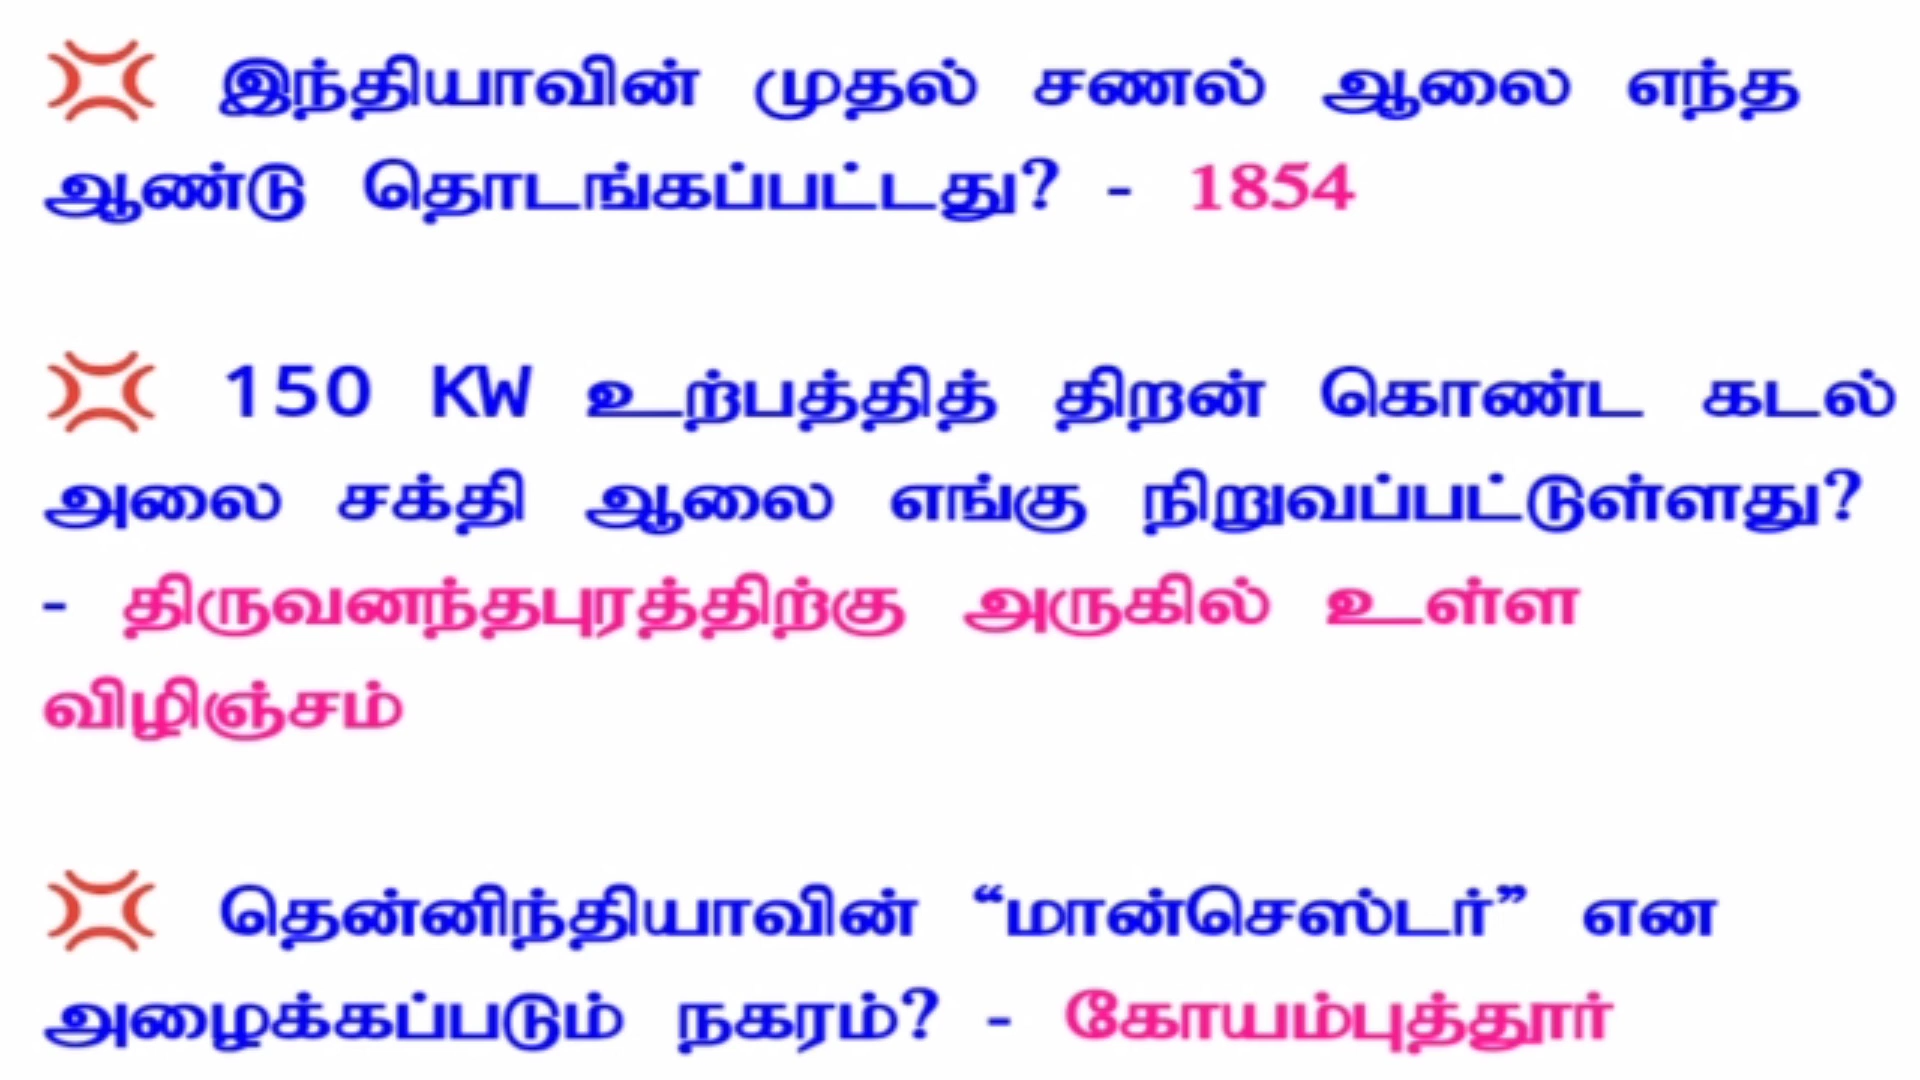 💢 இந்தியாவின் முதல் சணல் ஆலை எந்த
ஆண்டு தொடங்கப்பட்டது? - 1854
💢 150 KW உற்பத்தித் திறன் கொண்ட கடல்
அலை சக்தி ஆலை எங்கு நிறுவப்பட்டுள்ளது?
- திருவனந்தபுரத்திற்கு அருகில் உள்ள
விழிஞ்சம்
💢 தென்னிந்தியாவின் “மான்செஸ்டர்” என
அழைக்கப்படும் நகரம்? - கோயம்புத்தூர்